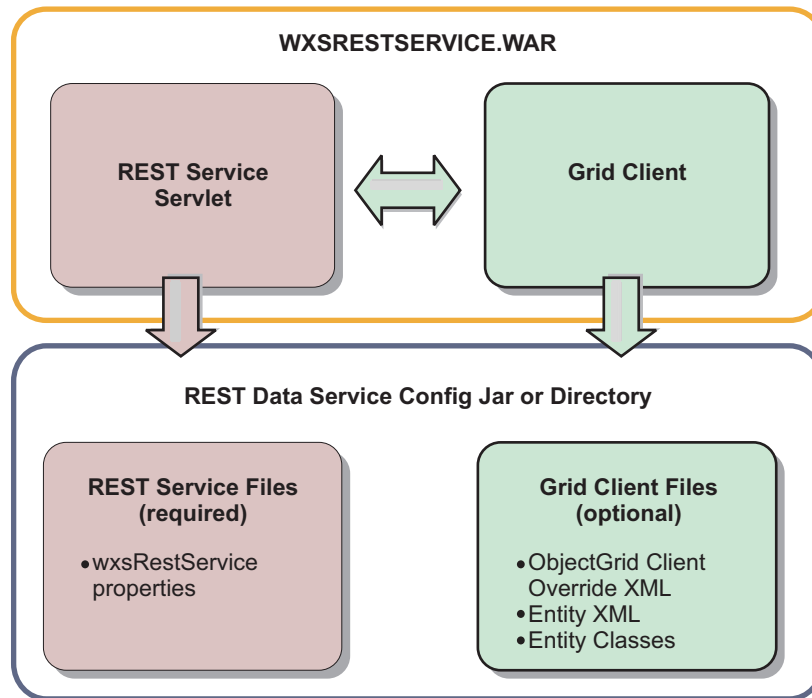 WXSRESTSERVICE.WAR
REST Service
Servlet
Grid Client
REST Data Service Config Jar or Directory
REST Service Files
(required)
•wxsRestService
properties
Grid Client Files
(optional)
•ObjectGrid Client
Override XML
•Entity XML
•Entity Classes